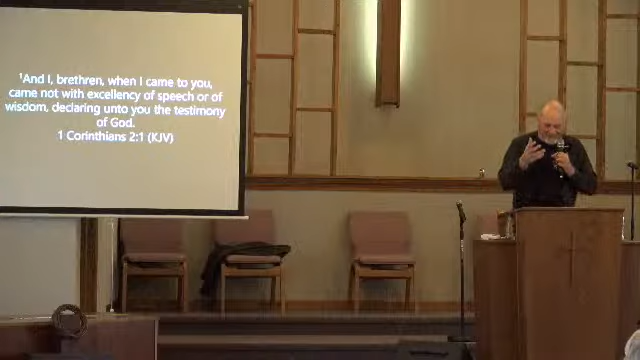 ¹And I, brethren, when I came to you,
came not with excellency of speech or of
wisdom, declaring unto you the testimony
of God.
1 Corinthians 2:1 (KJV)